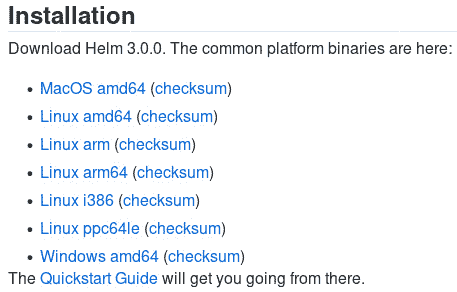 Installation
Download Helm 3.0.0. The common platform binaries are here:
• MacOS amd64 (checksum)
• Linux amd64 (checksum)
• Linux arm (checksum)
• Linux arm64 (checksum)
• Linux i386 (checksum)
• Linux ppc64le (checksum)
• Windows amd64 (checksum)
The Quickstart Guide will get you going from there.